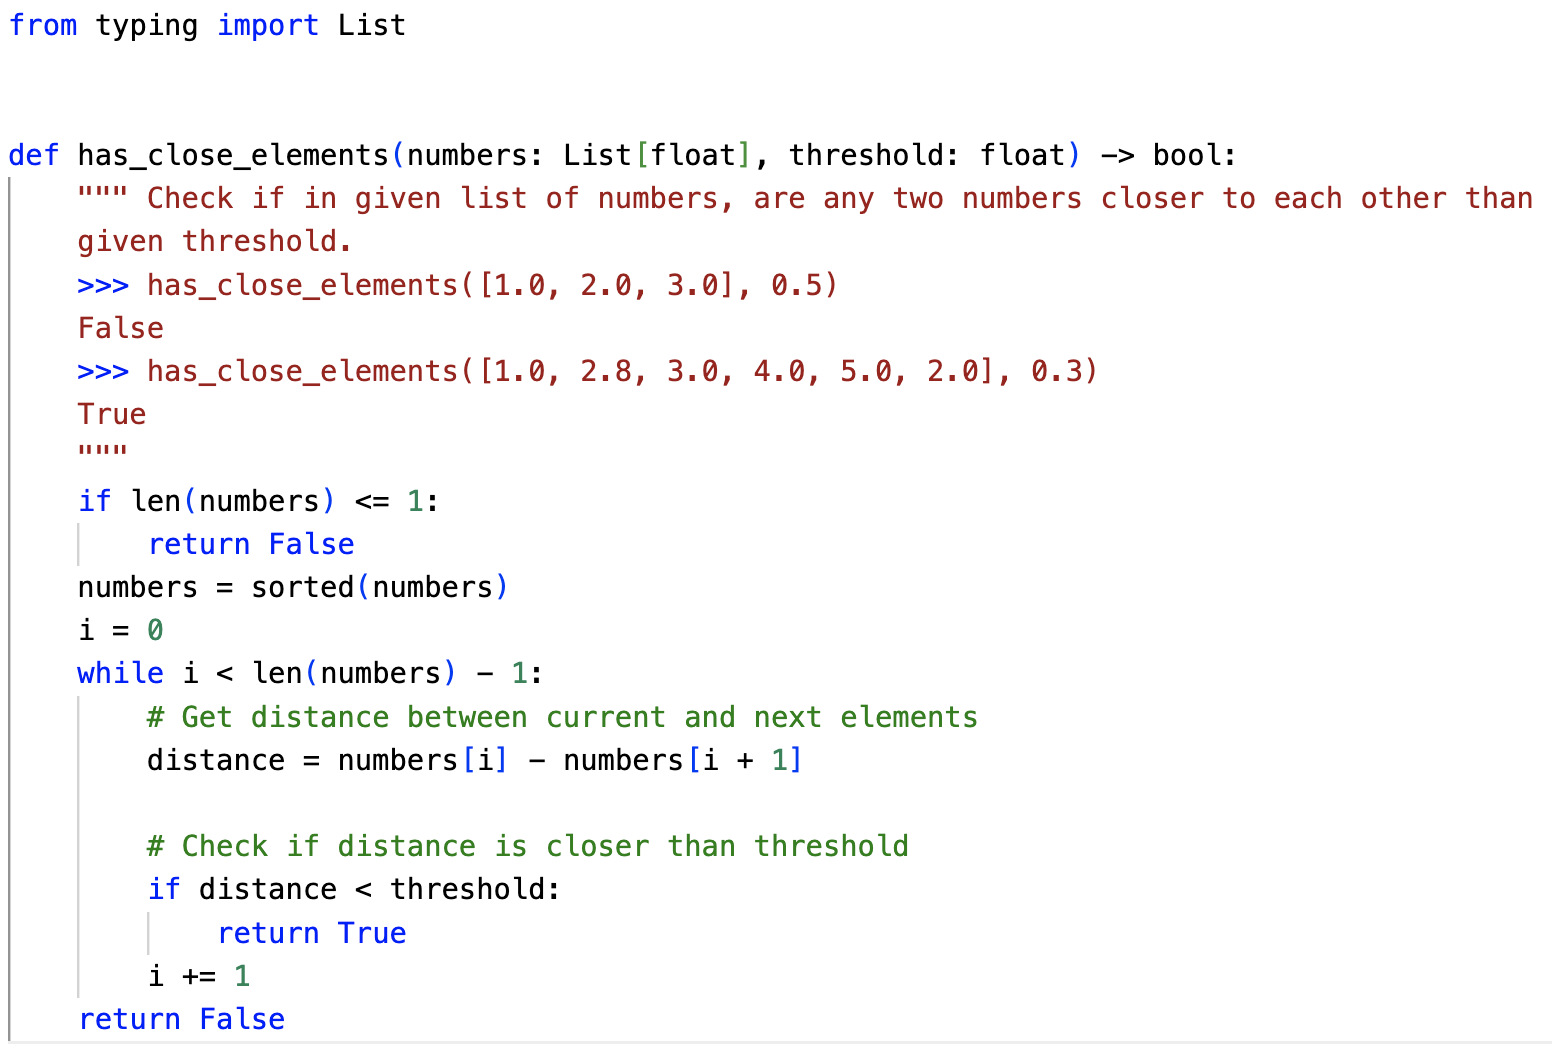 from typing import List
def has_close_elements(numbers: List[float], threshold: float) -> bool:
    """ Check if in given list of numbers, are any two numbers closer to each other than
    given threshold.
    >>> has_close_elements([1.0, 2.0, 3.0], 0.5)
    False
    >>> has_close_elements([1.0, 2.8, 3.0, 4.0, 5.0, 2.0], 0.3)
    True
    """
    if len(numbers) <= 1:
        return False
    numbers = sorted(numbers)
    i = 0
    while i < len(numbers) - 1:
        # Get distance between current and next elements
        distance = numbers[i] - numbers[i + 1]
        # Check if distance is closer than threshold
        if distance < threshold:
            return True
        i += 1
    return False